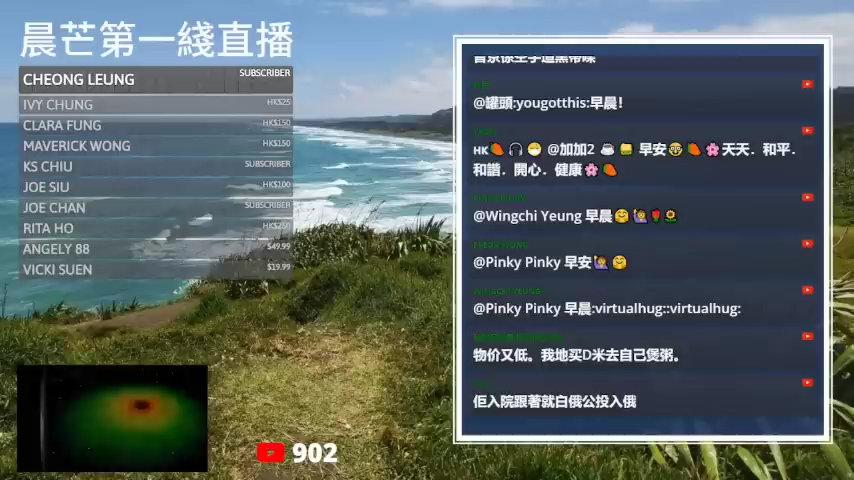 晨芒第一綫直播
CHEONG LEUNG SUBSCRIBER
IVY CHUNG HK$25
CLARA FUNG HK$150
MAVERICK WONG HK$150
KS CHIU SUBSCRIBER
JOE SIU HK$100
JOE CHAN SUBSCRIBER
RITA HO HK$250
ANGELY 88 $49.99
VICKI SUEN $19.99
902
@罐頭:yougotthis:早晨!
HK🍠🎧😷 @加加2 ☕🍞 早安🤓🍠🌸天天. 和平.
和諧. 開心. 健康🌸🍠
@Wingchi Yeung 早晨🤗🙋🌹🌻
@Pinky Pinky 早安🙋🤗
@Pinky Pinky 早晨:virtualhug::virtualhug:
物价又低。我地买D米去自己煲粥。
佢入院跟著就白俄公投入俄